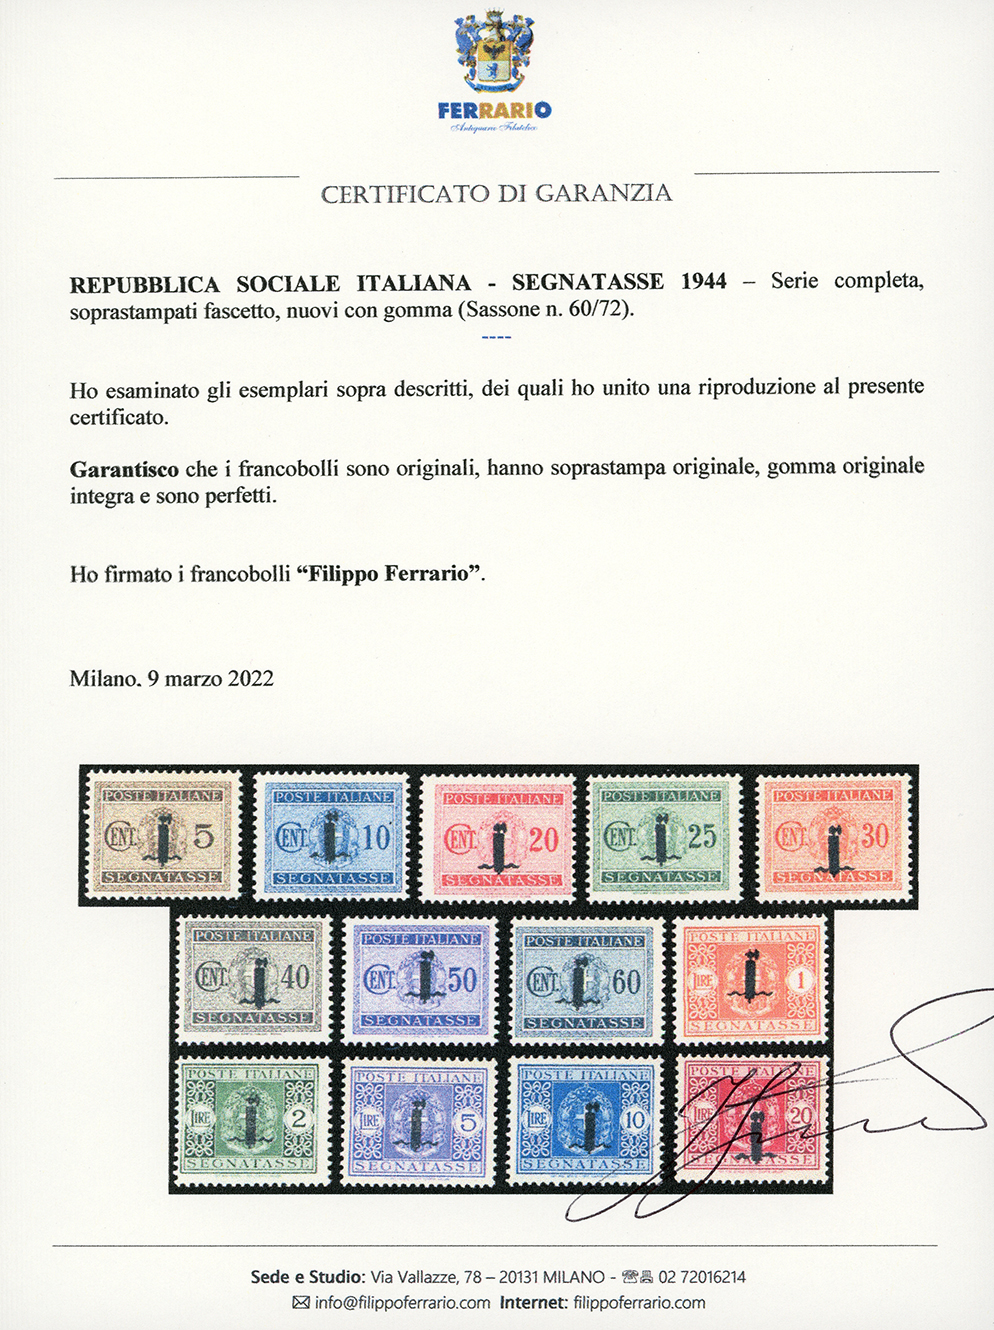 FERRARIO
Antiquario Filatelico
CERTIFICATO DI GARANZIA
REPUBBLICA SOCIALE ITALIANA - SEGNATASSE 1944 – Serie completa,
soprastampati fascetto, nuovi con gomma (Sassone n. 60/72).
----
Ho esaminato gli esemplari sopra descritti, dei quali ho unito una riproduzione al presente
certificato.
Garantisco che i francobolli sono originali, hanno soprastampa originale, gomma originale
integra e sono perfetti.
Ho firmato i francobolli “Filippo Ferrario”.
Milano, 9 marzo 2022
POSTE ITALIANE POSTE ITALIANE POSTE ITALIANE POSTE ITALIANE POSTE ITALIANE
CENT. 5 CENT. 10 CENT. 20 CENT. 25 CENT. 30
SEGNATASSE SEGNATASSE SEGNATASSE SEGNATASSE SEGNATASSE
POSTE ITALIANE POSTE ITALIANE POSTE ITALIANE POSTE ITALIANE
CENT. 40 CENT. 50 CENT. 60 LIRE 1
SEGNATASSE SEGNATASSE SEGNATASSE SEGNATASSE
POSTE ITALIANE POSTE ITALIANE POSTE ITALIANE POSTE ITALIANE
LIRE 2 LIRE 5 LIRE 10 LIRE 20
SEGNATASSE SEGNATASSE SEGNATASSE SEGNATASSE
Sede e Studio: Via Vallazze, 78 – 20131 MILANO - 02 72016214
info@filippoferrario.com Internet: filippoferrario.com